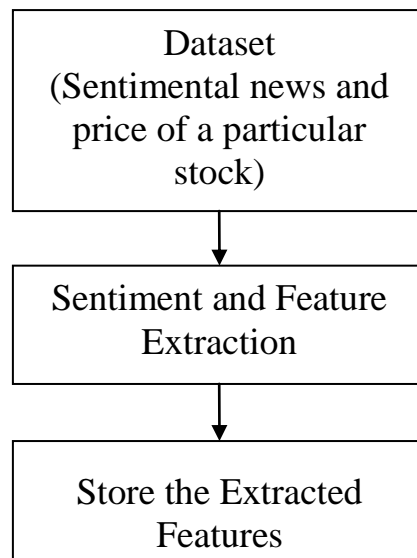 Dataset
(Sentimental news and
price of a particular
stock)
Sentiment and Feature
Extraction
Store the Extracted
Features